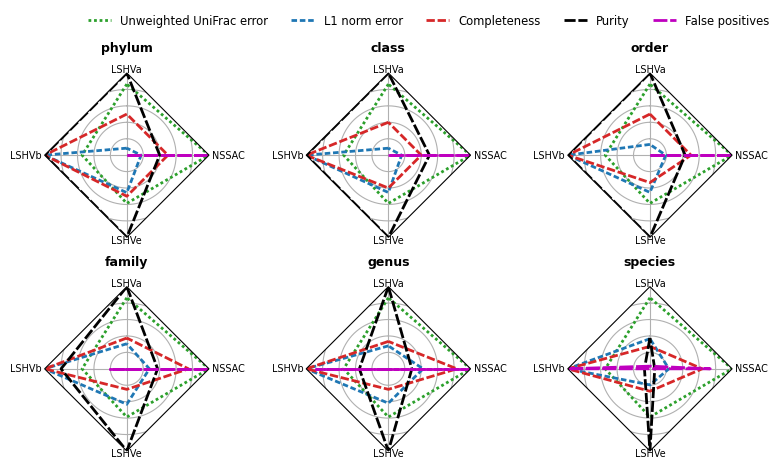 Unweighted UniFrac error L1 norm error Completeness Purity False positives
phylum class order
LSHVa LSHVa LSHVa
LSHVb NSSAC LSHVb NSSAC LSHVb NSSAC
LSHVe LSHVe LSHVe
family genus species
LSHVa LSHVa LSHVa
LSHVb NSSAC LSHVb NSSAC LSHVb NSSAC
LSHVe LSHVe LSHVe